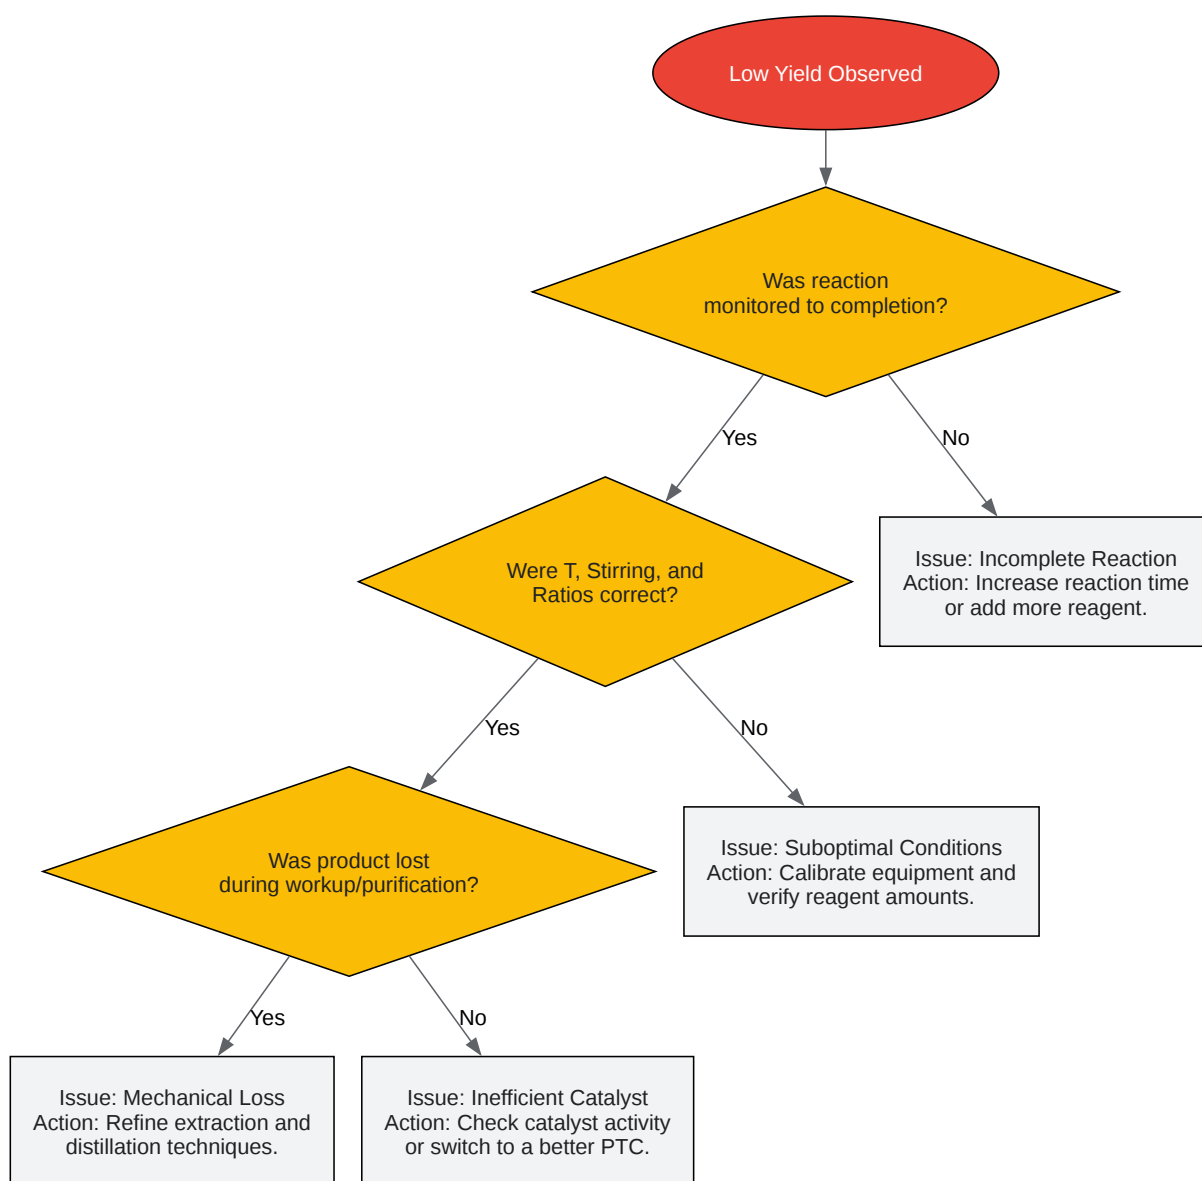 Low Yield Observed
Was reaction
monitored to completion?
Yes
No
Were T, Stirring, and
Ratios correct?
Issue: Incomplete Reaction
Action: Increase reaction time
or add more reagent.
Yes
No
Was product lost
during workup/purification?
Issue: Suboptimal Conditions
Action: Calibrate equipment and
verify reagent amounts.
Yes
No
Issue: Mechanical Loss
Action: Refine extraction and
distillation techniques.
Issue: Inefficient Catalyst
Action: Check catalyst activity
or switch to a better PTC.